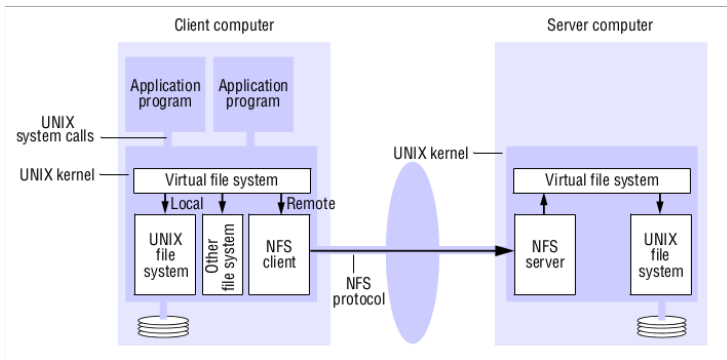 Client computer
Server computer
Application
program
Application
program
UNIX
system calls
UNIX kernel
Virtual file system
Local
Remote
UNIX
file
system
Other
file system
NFS
client
NFS
protocol
UNIX kernel
Virtual file system
NFS
server
UNIX
file
system